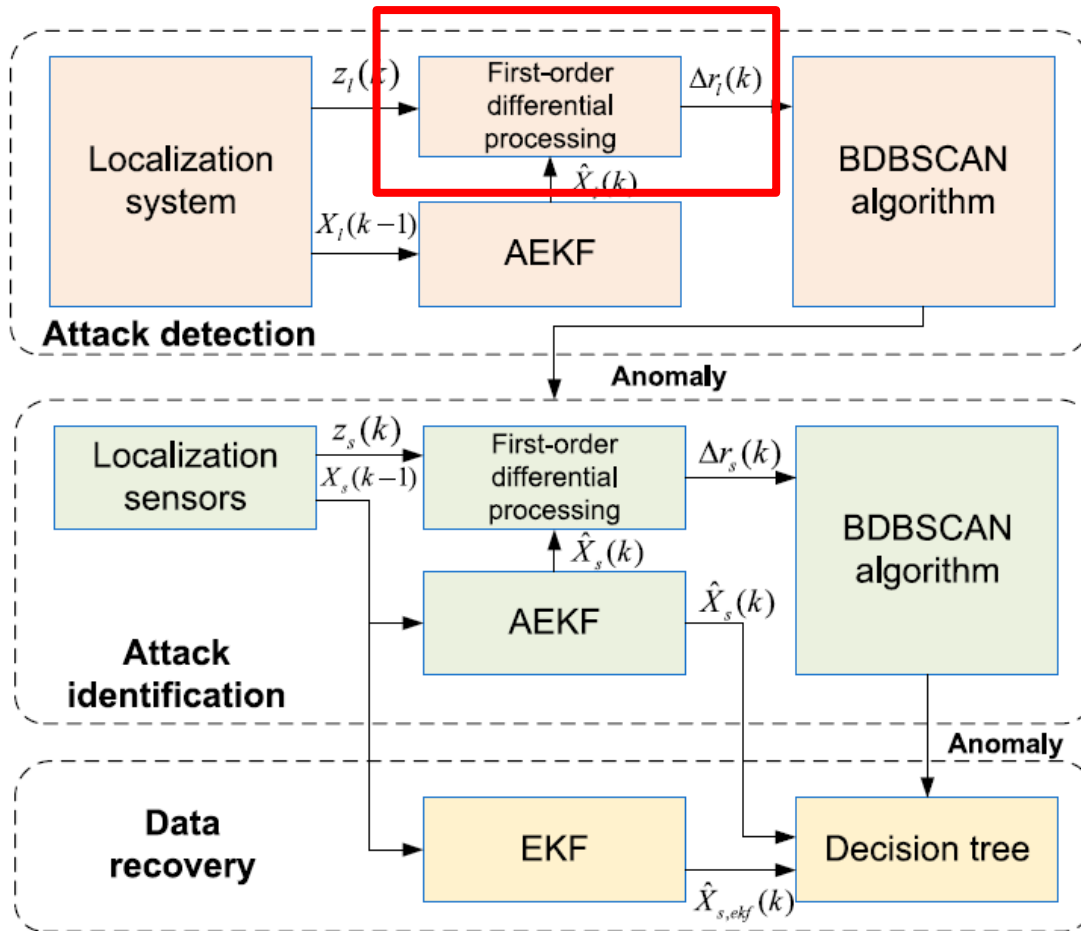 z_l(k)
First-order
differential
processing
Δr_l(k)
Localization
system
BDBSCAN
algorithm
X̂_l(k)
X_l(k−1)
AEKF
Attack detection
Anomaly
Localization
sensors
z_s(k)
X_s(k−1)
First-order
differential
processing
Δr_s(k)
BDBSCAN
algorithm
X̂_s(k)
AEKF
X̂_s(k)
Attack
identification
Anomaly
Data
recovery
EKF
Decision tree
X̂_{s,ekf}(k)